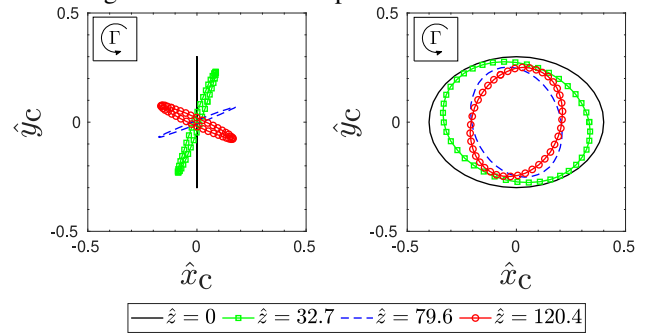 0.5
Γ
0
-0.5
-0.5
0
0.5
ŷC
x̂C
0.5
Γ
0
-0.5
-0.5
0
0.5
ŷC
x̂C
ẑ = 0
ẑ = 32.7
ẑ = 79.6
ẑ = 120.4